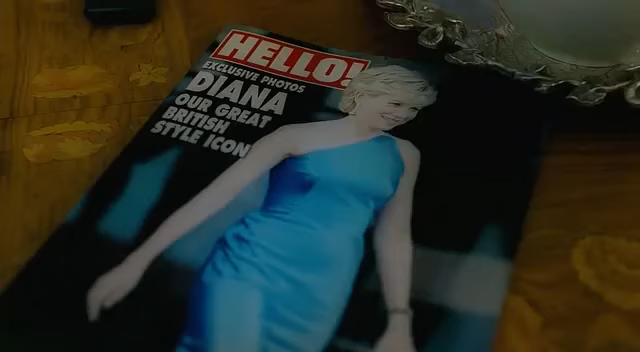 HELLO!
EXCLUSIVE PHOTOS
DIANA
OUR GREAT
BRITISH
STYLE ICON